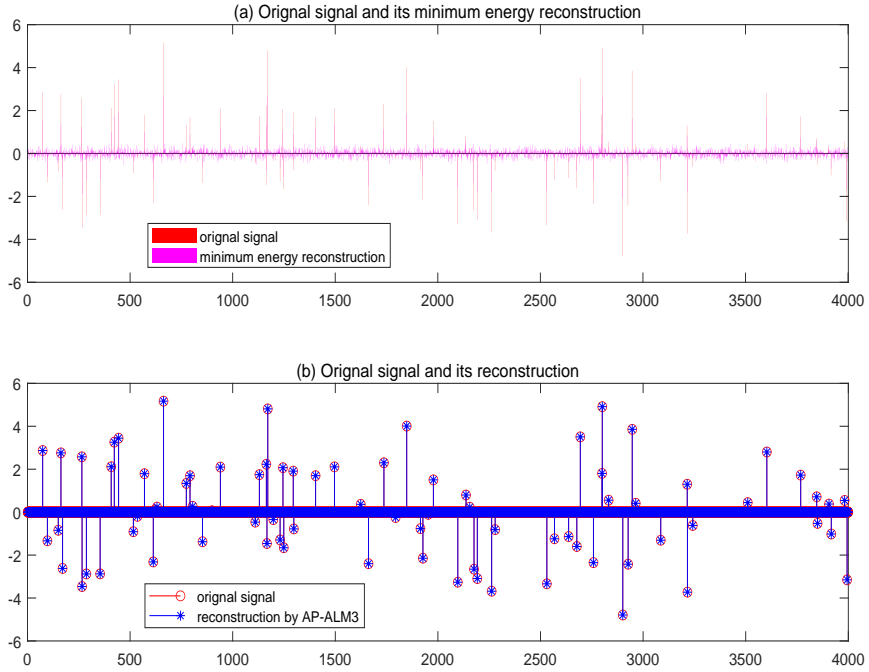 (a) Orignal signal and its minimum energy reconstruction
6
4
2
0
-2
-4
-6
orignal signal
minimum energy reconstruction
0 500 1000 1500 2000 2500 3000 3500 4000
(b) Orignal signal and its reconstruction
6
4
2
0
-2
-4
-6
orignal signal
reconstruction by AP-ALM3
0 500 1000 1500 2000 2500 3000 3500 4000